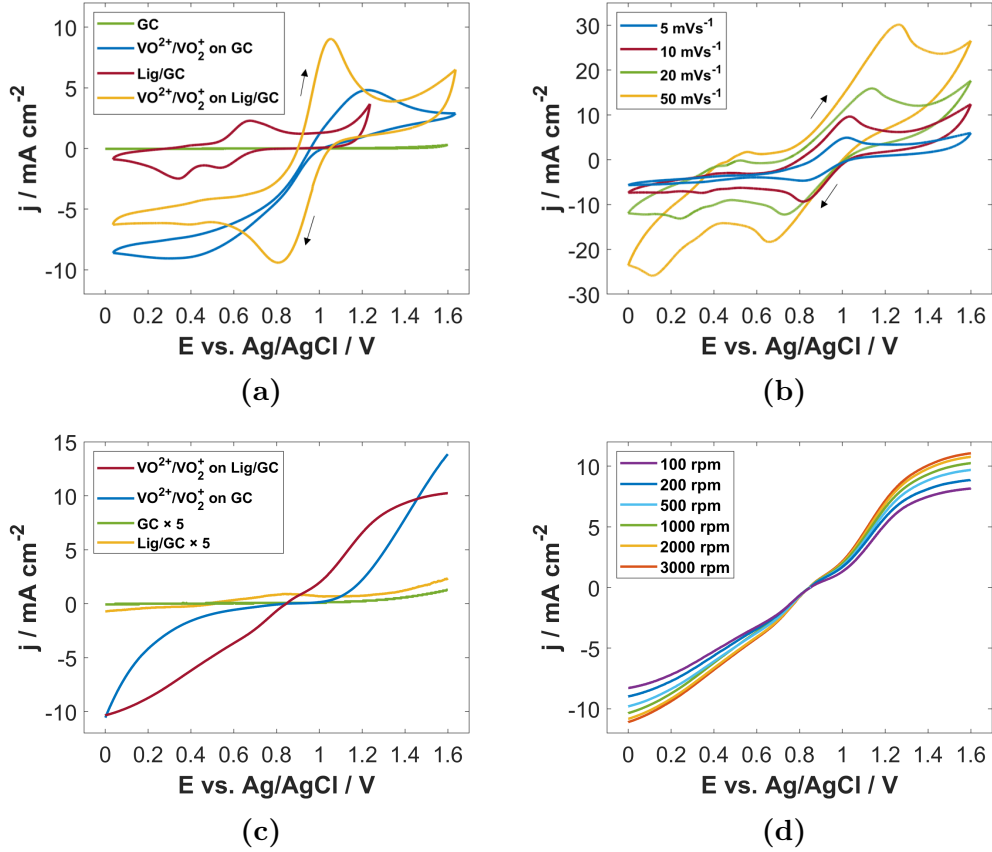 GC
VO²⁺/VO₂⁺ on GC
Lig/GC
VO²⁺/VO₂⁺ on Lig/GC
10
5
0
-5
-10
j / mA cm⁻²
0 0.2 0.4 0.6 0.8 1 1.2 1.4 1.6
E vs. Ag/AgCl / V
(a)
5 mVs⁻¹
10 mVs⁻¹
20 mVs⁻¹
50 mVs⁻¹
30
20
10
0
-10
-20
-30
j / mA cm⁻²
0 0.2 0.4 0.6 0.8 1 1.2 1.4 1.6
E vs. Ag/AgCl / V
(b)
VO²⁺/VO₂⁺ on Lig/GC
VO²⁺/VO₂⁺ on GC
GC × 5
Lig/GC × 5
15
10
5
0
-5
-10
j / mA cm⁻²
0 0.2 0.4 0.6 0.8 1 1.2 1.4 1.6
E vs. Ag/AgCl / V
(c)
100 rpm
200 rpm
500 rpm
1000 rpm
2000 rpm
3000 rpm
10
5
0
-5
-10
j / mA cm⁻²
0 0.2 0.4 0.6 0.8 1 1.2 1.4 1.6
E vs. Ag/AgCl / V
(d)